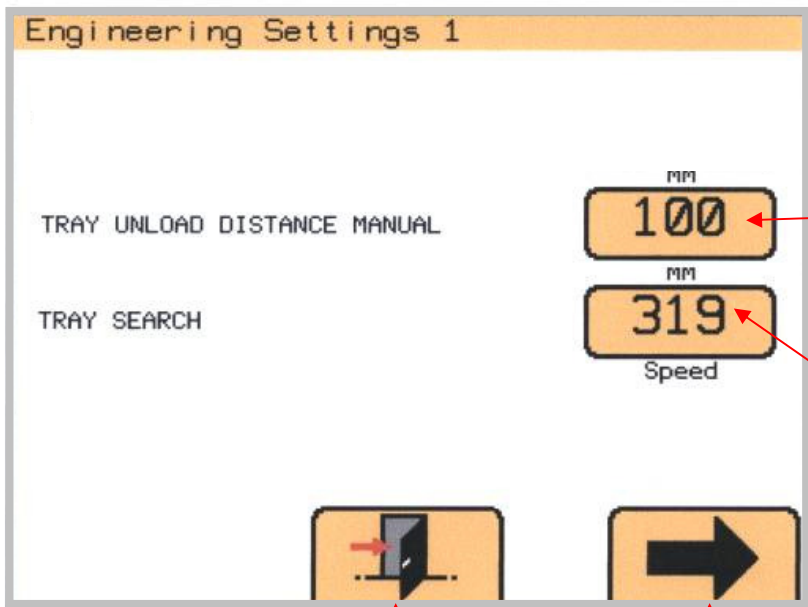 Engineering Settings 1
MM
TRAY UNLOAD DISTANCE MANUAL 100
MM
TRAY SEARCH 319
Speed